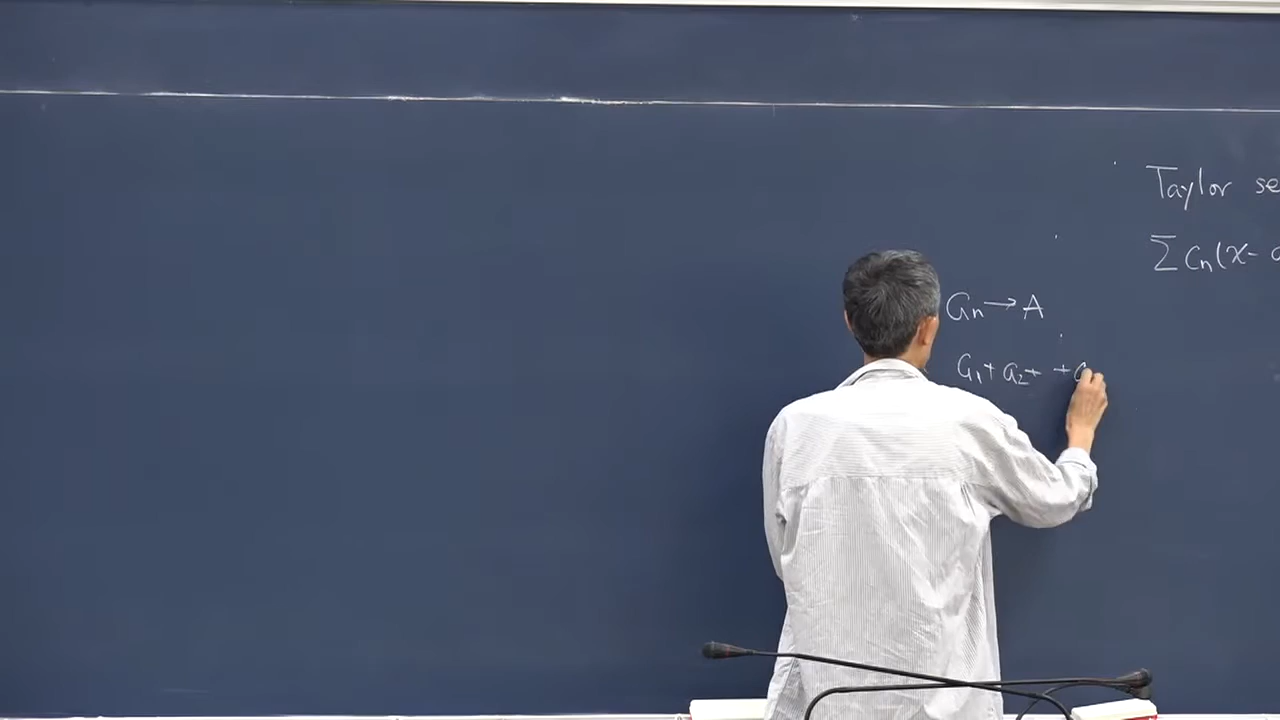 Taylor se
Σ Cn(x-
an → A
a1 + a2 + + a